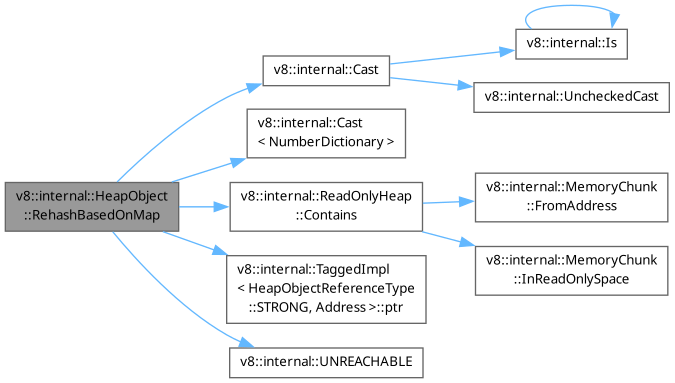 v8::internal::HeapObject
::RehashBasedOnMap
v8::internal::Cast
v8::internal::Is
v8::internal::UncheckedCast
v8::internal::Cast
< NumberDictionary >
v8::internal::ReadOnlyHeap
::Contains
v8::internal::MemoryChunk
::FromAddress
v8::internal::MemoryChunk
::InReadOnlySpace
v8::internal::TaggedImpl
< HeapObjectReferenceType
::STRONG, Address >::ptr
v8::internal::UNREACHABLE